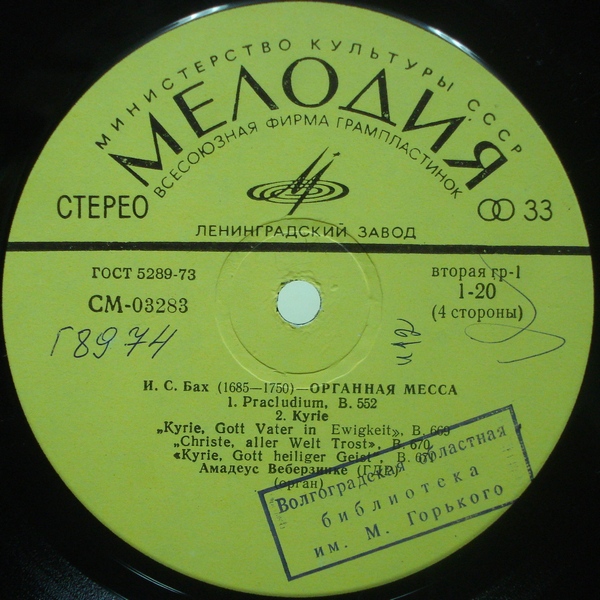 МИНИСТЕРСТВО КУЛЬТУРЫ СССР
МЕЛОДИЯ
ВСЕСОЮЗНАЯ ФИРМА ГРАМПЛАСТИНОК
СТЕРЕО
33
ЛЕНИНГРАДСКИЙ ЗАВОД
ГОСТ 5289-73
вторая гр-1
СМ-03283
1-20
(4 стороны)
Г8974
И. С. Бах (1685—1750)—ОРГАННАЯ МЕССА
1. Pracludium, B. 552
2. Kyrie
„Kyrie, Gott Vater in Ewigkeit», B. 669
„Christe, aller Welt Trost», B. 670
«Kyrie, Gott heiliger Geist", B. 671
Амадеус Веберзинке (ГДР)
(орган)
Волгоградская областная
библиотека
им. М. Горького